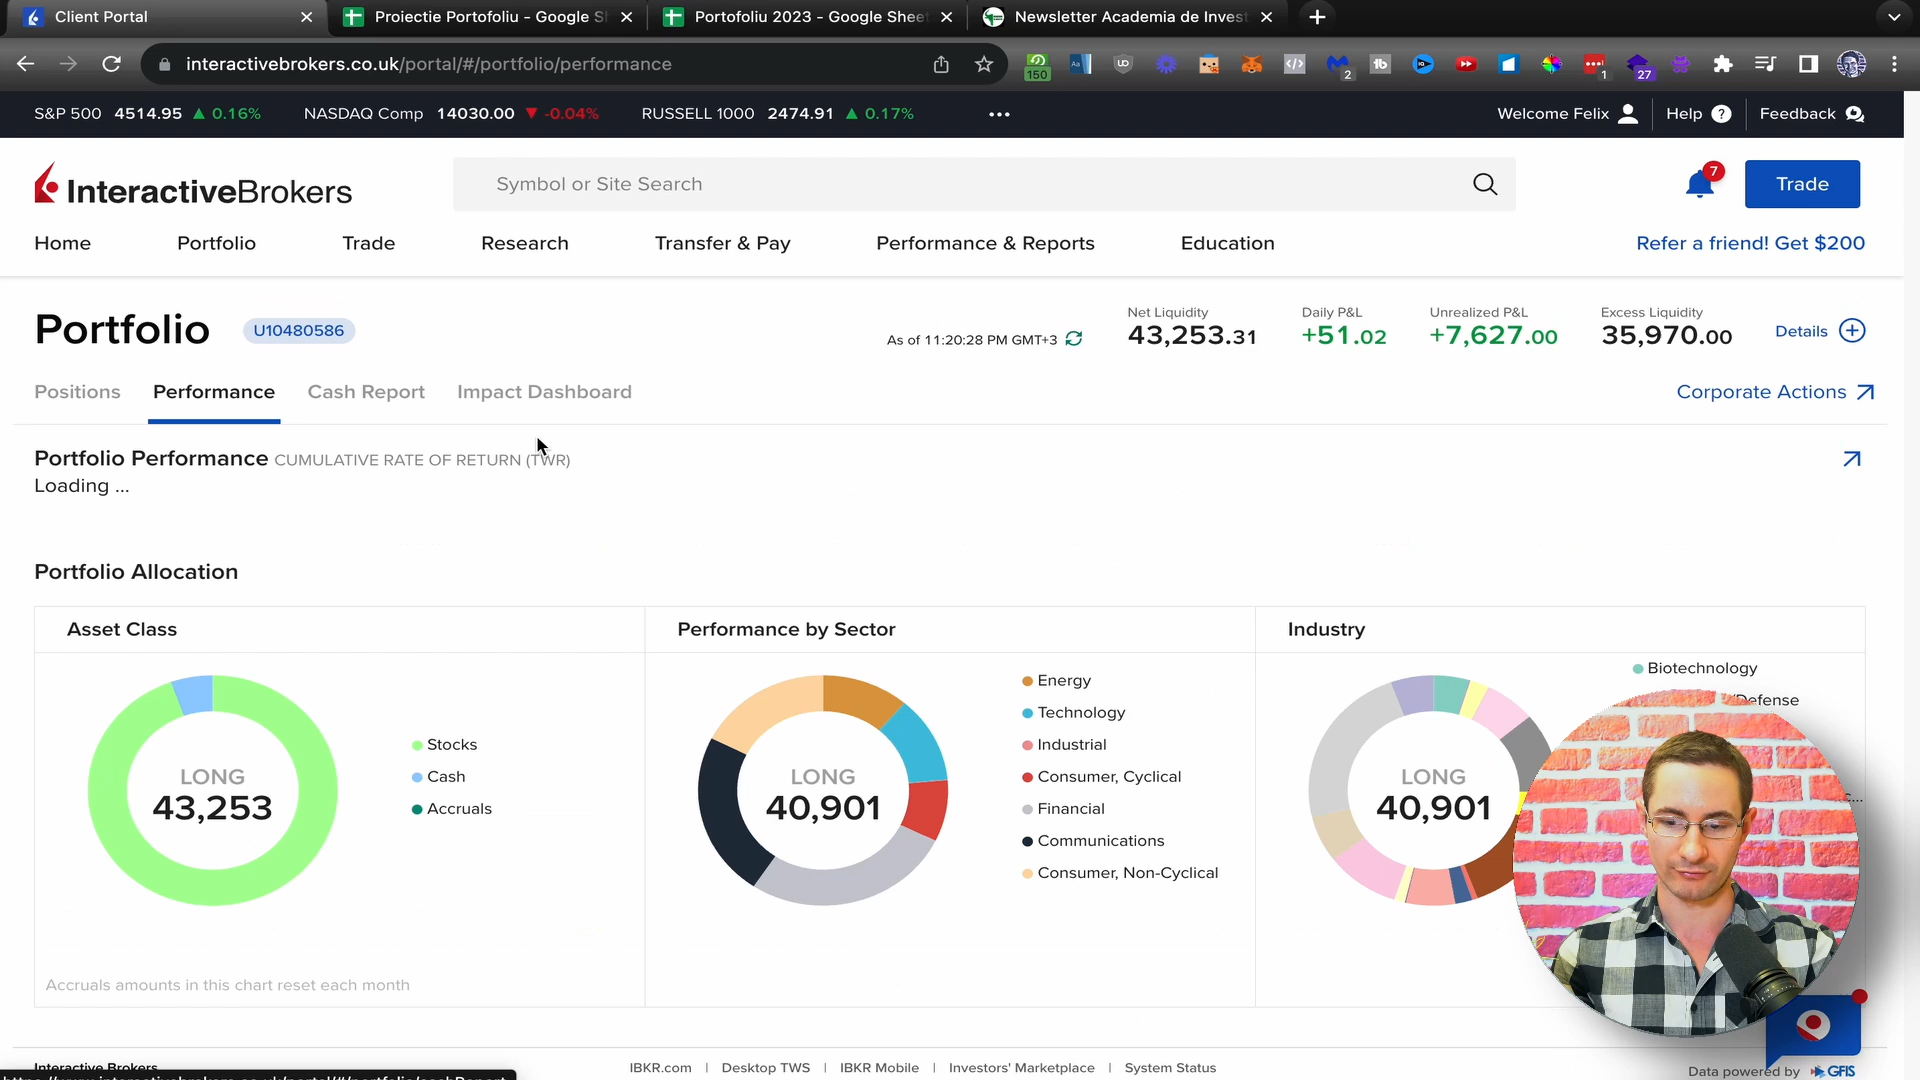 Client Portal
Proiectie Portofoliu - Google S
Portofoliu 2023 - Google Shee
Newsletter Academia de Invest
interactivebrokers.co.uk/portal/#/portfolio/performance
150
2
1
27
S&P 500 4514.95 ▲ 0.16% NASDAQ Comp 14030.00 ▼ -0.04% RUSSELL 1000 2474.91 ▲ 0.17% •••
Welcome Felix Help ? Feedback
InteractiveBrokers
Symbol or Site Search
7
Trade
Home Portfolio Trade Research Transfer & Pay Performance & Reports Education Refer a friend! Get $200
Portfolio U10480586
As of 11:20:28 PM GMT+3
Net Liquidity
43,253.31
Daily P&L
+51.02
Unrealized P&L
+7,627.00
Excess Liquidity
35,970.00
Details
Positions Performance Cash Report Impact Dashboard Corporate Actions
Portfolio Performance CUMULATIVE RATE OF RETURN (TWR)
Loading ...
Portfolio Allocation
Asset Class
LONG
43,253
Stocks
Cash
Accruals
Accruals amounts in this chart reset each month
Performance by Sector
LONG
40,901
Energy
Technology
Industrial
Consumer, Cyclical
Financial
Communications
Consumer, Non-Cyclical
Industry
LONG
40,901
Biotechnology
/Defense
Interactive Brokers
IBKR.com | Desktop TWS | IBKR Mobile | Investors' Marketplace | System Status
Data powered by GFIS